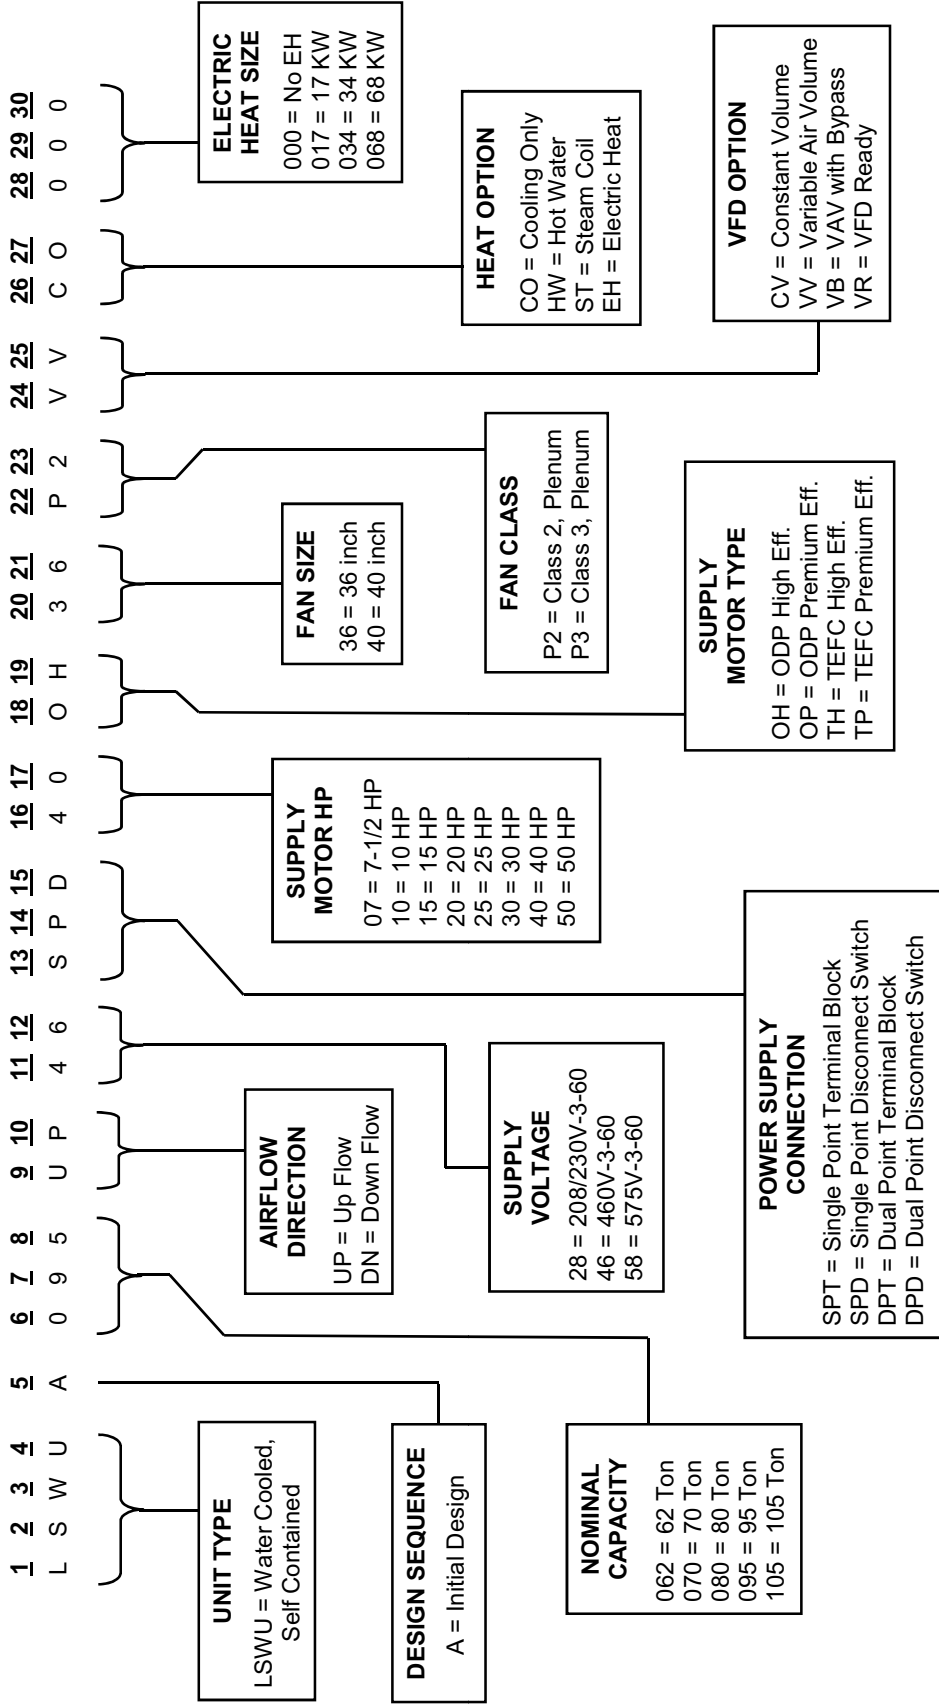 1 2 3 4 5 6 7 8 9 10 11 12 13 14 15 16 17 18 19 20 21 22 23 24 25 26 27 28 29 30
L S W U A 0 9 5 U P 4 6 S P D 4 0 O H 3 6 P 2 V V C O 0 0 0
UNIT TYPE
LSWU = Water Cooled,
Self Contained
DESIGN SEQUENCE
A = Initial Design
NOMINAL
CAPACITY
062 = 62 Ton
070 = 70 Ton
080 = 80 Ton
095 = 95 Ton
105 = 105 Ton
AIRFLOW
DIRECTION
UP = Up Flow
DN = Down Flow
SUPPLY
VOLTAGE
28 = 208/230V-3-60
46 = 460V-3-60
58 = 575V-3-60
POWER SUPPLY
CONNECTION
SPT = Single Point Terminal Block
SPD = Single Point Disconnect Switch
DPT = Dual Point Terminal Block
DPD = Dual Point Disconnect Switch
SUPPLY
MOTOR HP
07 = 7-1/2 HP
10 = 10 HP
15 = 15 HP
20 = 20 HP
25 = 25 HP
30 = 30 HP
40 = 40 HP
50 = 50 HP
SUPPLY
MOTOR TYPE
OH = ODP High Eff.
OP = ODP Premium Eff.
TH = TEFC High Eff.
TP = TEFC Premium Eff.
FAN SIZE
36 = 36 inch
40 = 40 inch
FAN CLASS
P2 = Class 2, Plenum
P3 = Class 3, Plenum
VFD OPTION
CV = Constant Volume
VV = Variable Air Volume
VB = VAV with Bypass
VR = VFD Ready
HEAT OPTION
CO = Cooling Only
HW = Hot Water
ST = Steam Coil
EH = Electric Heat
ELECTRIC
HEAT SIZE
000 = No EH
017 = 17 KW
034 = 34 KW
068 = 68 KW